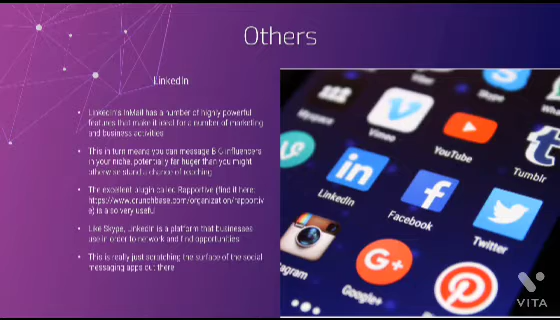 Others
LinkedIn
LinkedIn's InMail has a number of highly powerful
features that make it ideal for a number of marketing
and business activities
This in turn means you can message BIG influencers
in your niche, potentially far huger than you might
otherwise stand a chance of reaching
The excellent plugin called Rapportive (find it here:
https://www.crunchbase.com/organization/rapportiv
e) is also very useful
Like Skype, LinkedIn is a platform that businesses
use in order to network and find opportunities
This is really just scratching the surface of the social
messaging apps out there
Skype
Myspace
Vimeo
YouTube
Tumblr
LinkedIn
Facebook
Twitter
agram
Google+
VITA